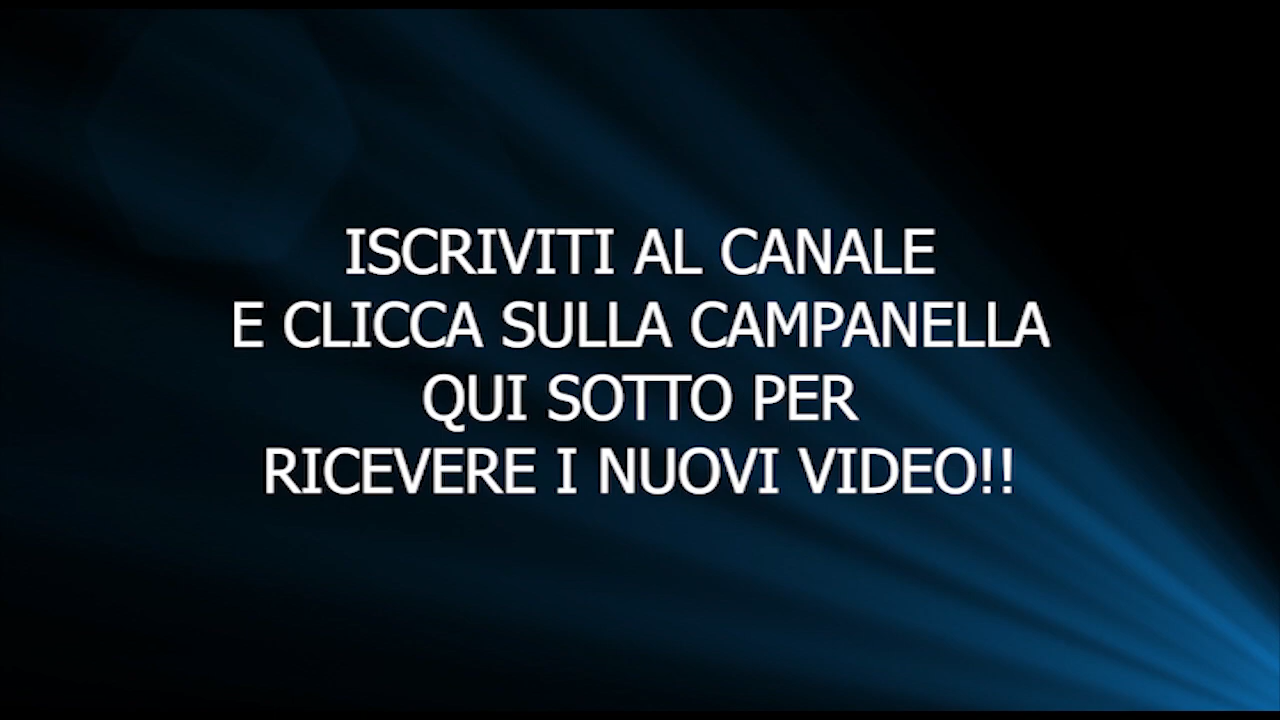 ISCRIVITI AL CANALE
E CLICCA SULLA CAMPANELLA
QUI SOTTO PER
RICEVERE I NUOVI VIDEO!!